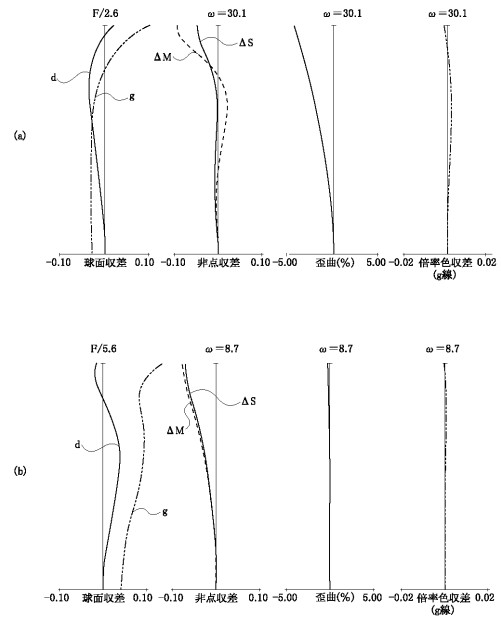 F/2.6 ω=30.1 ω=30.1 ω=30.1
ΔS
ΔM
d
g
(a)
-0.10 球面収差 0.10 -0.10 非点収差 0.10 -5.00 歪曲(%) 5.00 -0.02 倍率色収差 0.02
(g線)
F/5.6 ω=8.7 ω=8.7 ω=8.7
ΔS
ΔM
d
(b)
g
-0.10 球面収差 0.10 -0.10 非点収差 0.10 -5.00 歪曲(%) 5.00 -0.02 倍率色収差 0.02
(g線)